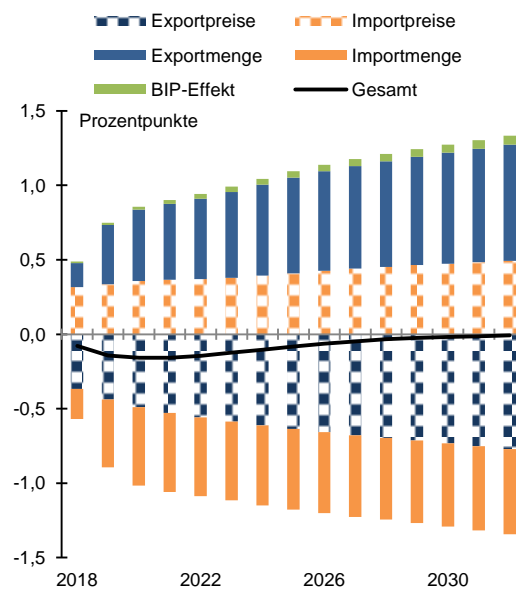 Exportpreise Importpreise
Exportmenge Importmenge
BIP-Effekt Gesamt
1,5
Prozentpunkte
1,0
0,5
0,0
-0,5
-1,0
-1,5
2018 2022 2026 2030